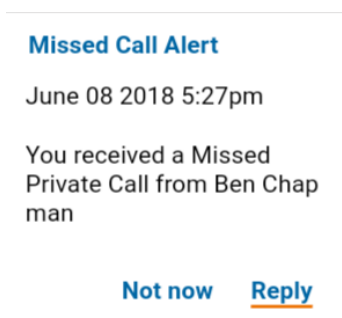 Missed Call Alert
June 08 2018 5:27pm
You received a Missed
Private Call from Ben Chap
man
Not now Reply